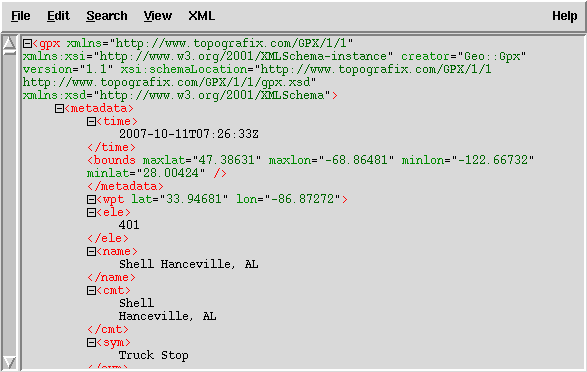 File Edit Search View XML Help
<gpx xmlns="http://www.topografix.com/GPX/1/1"
xmlns:xsi="http://www.w3.org/2001/XMLSchema-instance" creator="Geo::Gpx"
version="1.1" xsi:schemaLocation="http://www.topografix.com/GPX/1/1
http://www.topografix.com/GPX/1/1/gpx.xsd"
xmlns:xsd="http://www.w3.org/2001/XMLSchema">
<metadata>
<time>
2007-10-11T07:26:33Z
</time>
<bounds maxlat="47.38631" maxlon="-68.86481" minlon="-122.66732"
minlat="28.00424" />
</metadata>
<wpt lat="33.94681" lon="-86.87272">
<ele>
401
</ele>
<name>
Shell Hanceville, AL
</name>
<cmt>
Shell
Hanceville, AL
</cmt>
<sym>
Truck Stop
</sym>